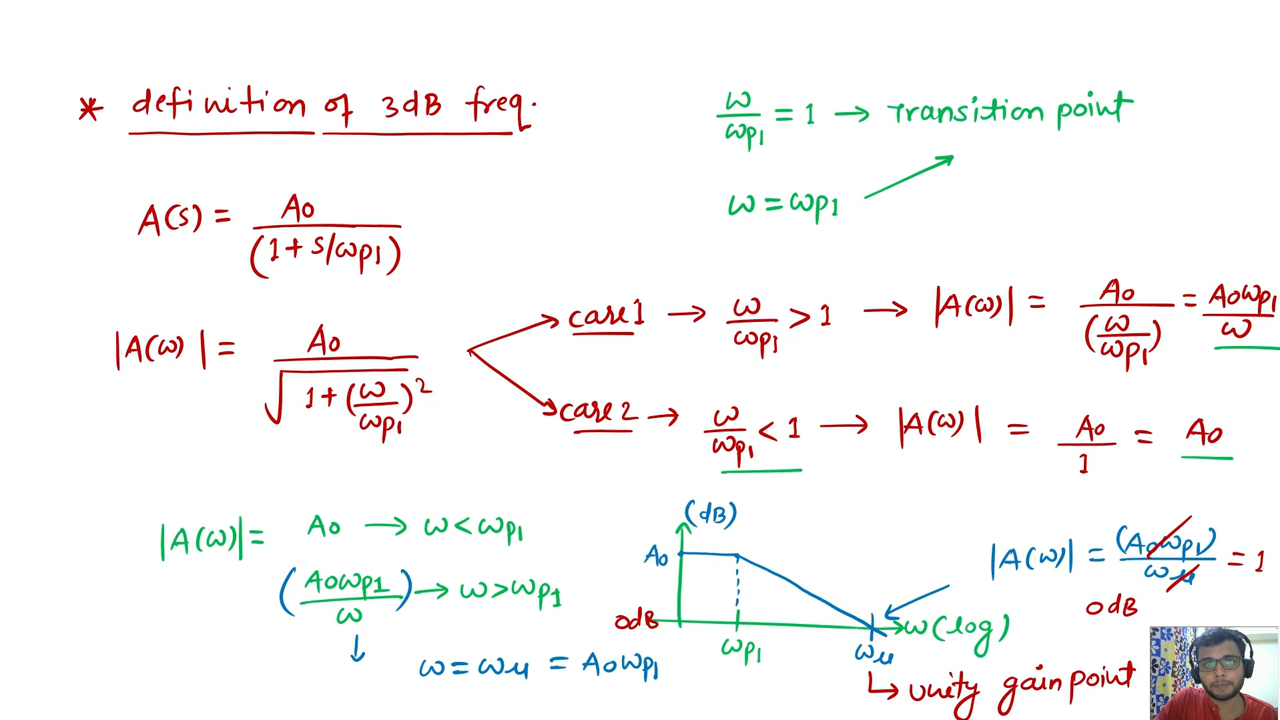 * definition of 3dB freq.
ω/ωp1 = 1 → Transition point
ω = ωp1
A(s) = A0/(1 + s/ωp1)
|A(ω)| = A0/√(1 + (ω/ωp1)²)
case 1 → ω/ωp1 > 1 → |A(ω)| = A0/(ω/ωp1) = A0ωp1/ω
case 2 → ω/ωp1 < 1 → |A(ω)| = A0/1 = A0
|A(ω)| = A0 → ω < ωp1
(A0ωp1/ω) → ω > ωp1
↓
ω = ωu = A0ωp1
(dB)
A0
0dB
ωp1
ωu
ω (log)
↳ unity gain point
|A(ω)| = (A0ωp1)/ωu = 1
0dB